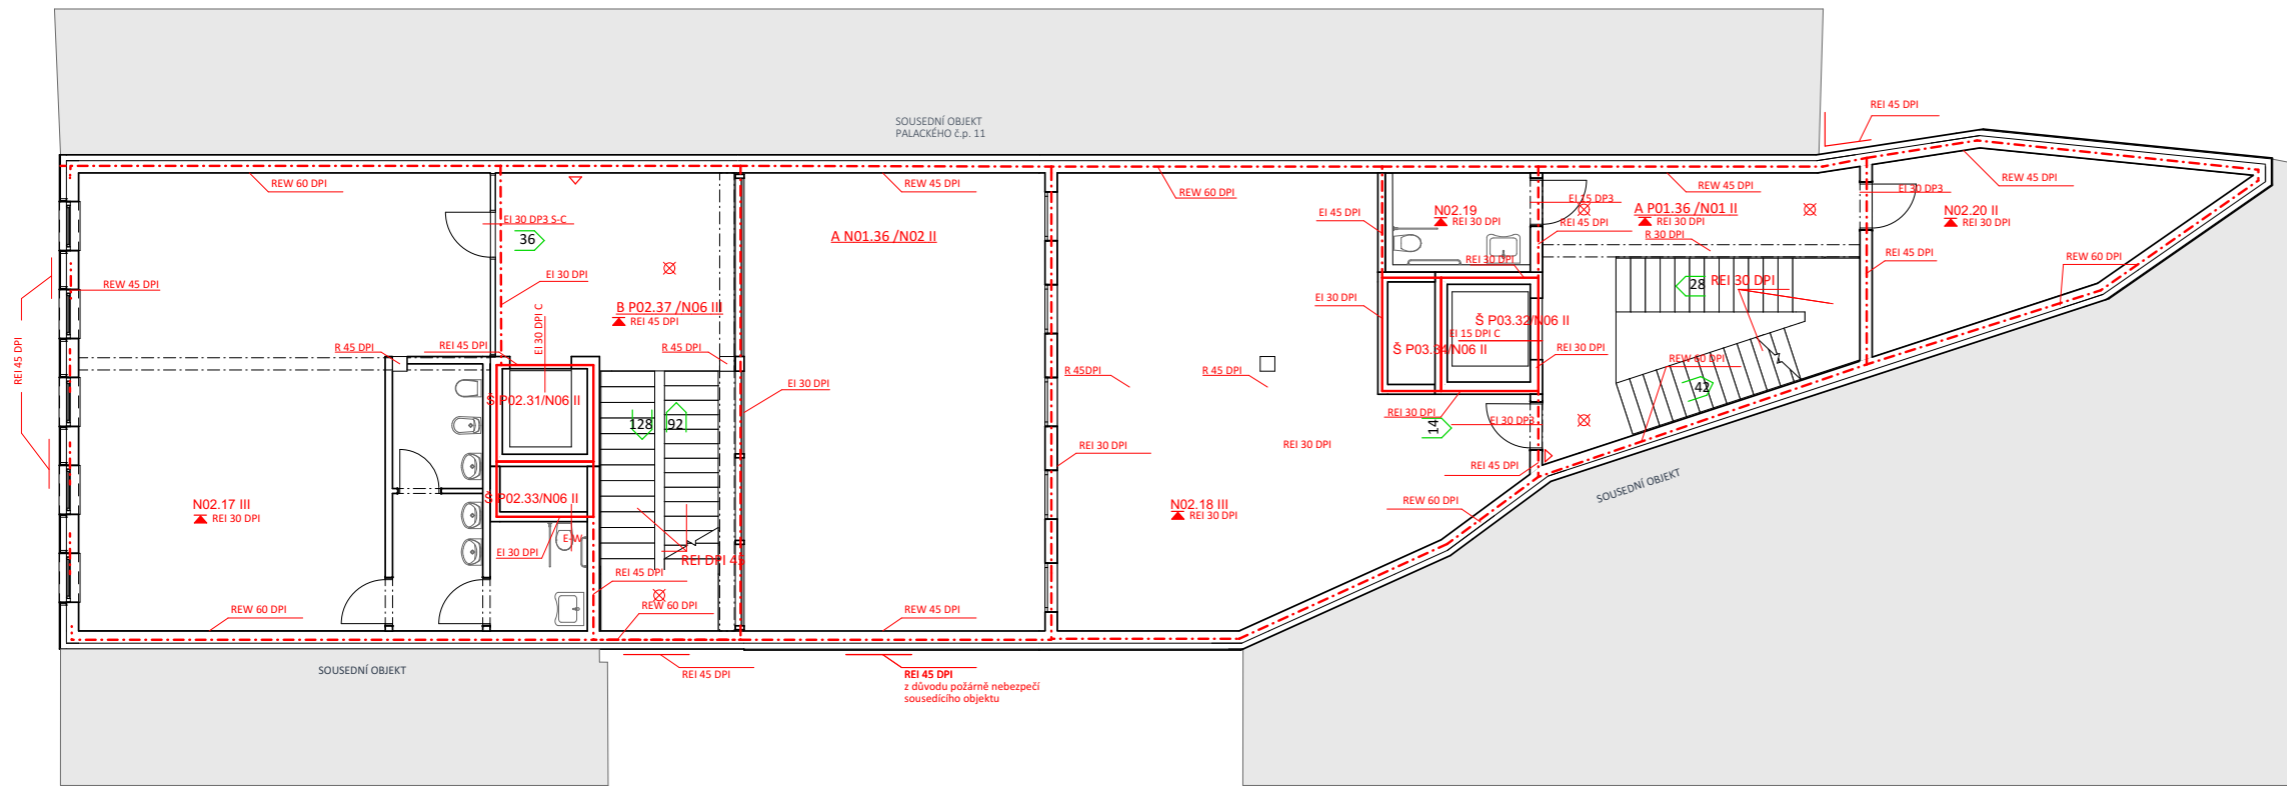 SOUSEDNÍ OBJEKT
PALACKÉHO č.p. 11
REI 45 DPI
REW 60 DPI
REW 45 DPI
REW 60 DPI
REW 45 DPI
REW 45 DPI
EI 30 DP3 S-C
36
A N01.36 /N02 II
EI 45 DPI
N02.19
REI 30 DPI
EI 15 DP3
REI 45 DPI
A P01.36 /N01 II
REI 30 DPI
R 30 DPI
EI 30 DP3
N02.20 II
REI 30 DPI
REW 45 DPI
EI 30 DPI
REI 30 DPI
REI 45 DPI
REW 60 DPI
28
REI 30 DPI
B P02.37 /N06 III
REI 45 DPI
EI 30 DPI
Š P03.32/N06 II
EI 15 DPI C
EI 30 DPI C
REI 45 DPI
R 45 DPI
REI 45 DPI
R 45 DPI
Š P03.34/N06 II
REI 30 DPI
REW 60 DPI
R 45DPI
R 45 DPI
EI 30 DPI
42
Š P02.31/N06 II
REI 30 DPI
EI 30 DP3
14
128
92
REI 30 DPI
REI 30 DPI
REI 45 DPI
SOUSEDNÍ OBJEKT
Š P02.33/N06 II
N02.17 III
REI 30 DPI
REW 60 DPI
N02.18 III
REI 30 DPI
E-W
EI 30 DPI
REI DPI 45
REI 45 DPI
REW 60 DPI
REW 60 DPI
REW 45 DPI
SOUSEDNÍ OBJEKT
REI 45 DPI
REI 45 DPI
z důvodu požárně nebezpečí
sousedícího objektu